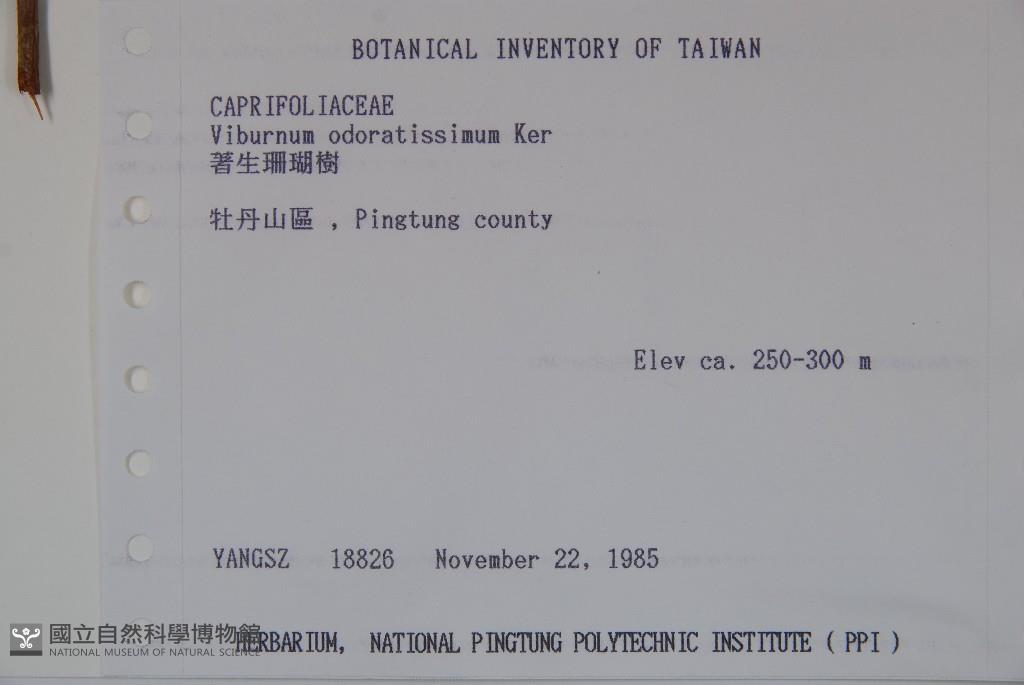 BOTANICAL INVENTORY OF TAIWAN
CAPRIFOLIACEAE
Viburnum odoratissimum Ker
著生珊瑚樹
牡丹山區 , Pingtung county
Elev ca. 250-300 m
YANGSZ 18826 November 22, 1985
HERBARIUM, NATIONAL PINGTUNG POLYTECHNIC INSTITUTE ( PPI )
國立自然科學博物館
NATIONAL MUSEUM OF NATURAL SCIENCE